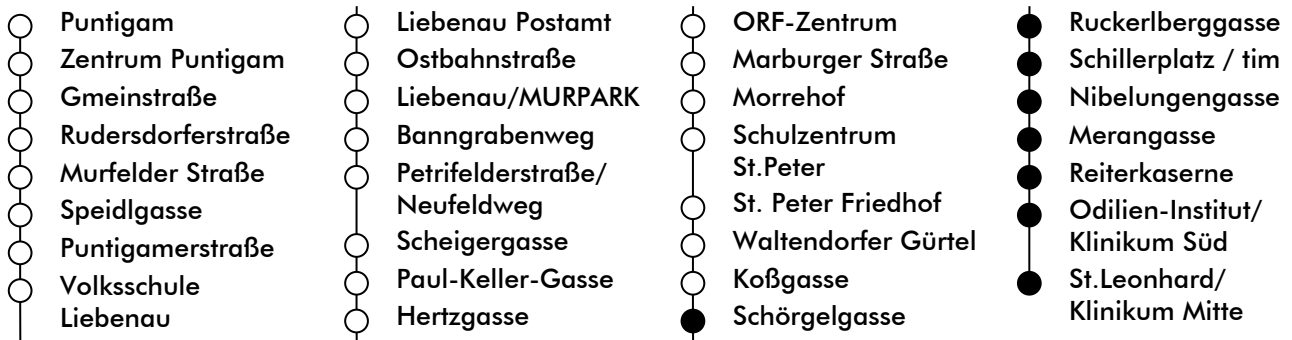 Puntigam
Zentrum Puntigam
Gmeinstraße
Rudersdorferstraße
Murfelder Straße
Speidlgasse
Puntigamerstraße
Volksschule
Liebenau
Liebenau Postamt
Ostbahnstraße
Liebenau/MURPARK
Banngrabenweg
Petrifelderstraße/
Neufeldweg
Scheigergasse
Paul-Keller-Gasse
Hertzgasse
ORF-Zentrum
Marburger Straße
Morrehof
Schulzentrum
St.Peter
St. Peter Friedhof
Waltendorfer Gürtel
Koßgasse
Schörgelgasse
Ruckerlberggasse
Schillerplatz / tim
Nibelungengasse
Merangasse
Reiterkaserne
Odilien-Institut/
Klinikum Süd
St.Leonhard/
Klinikum Mitte